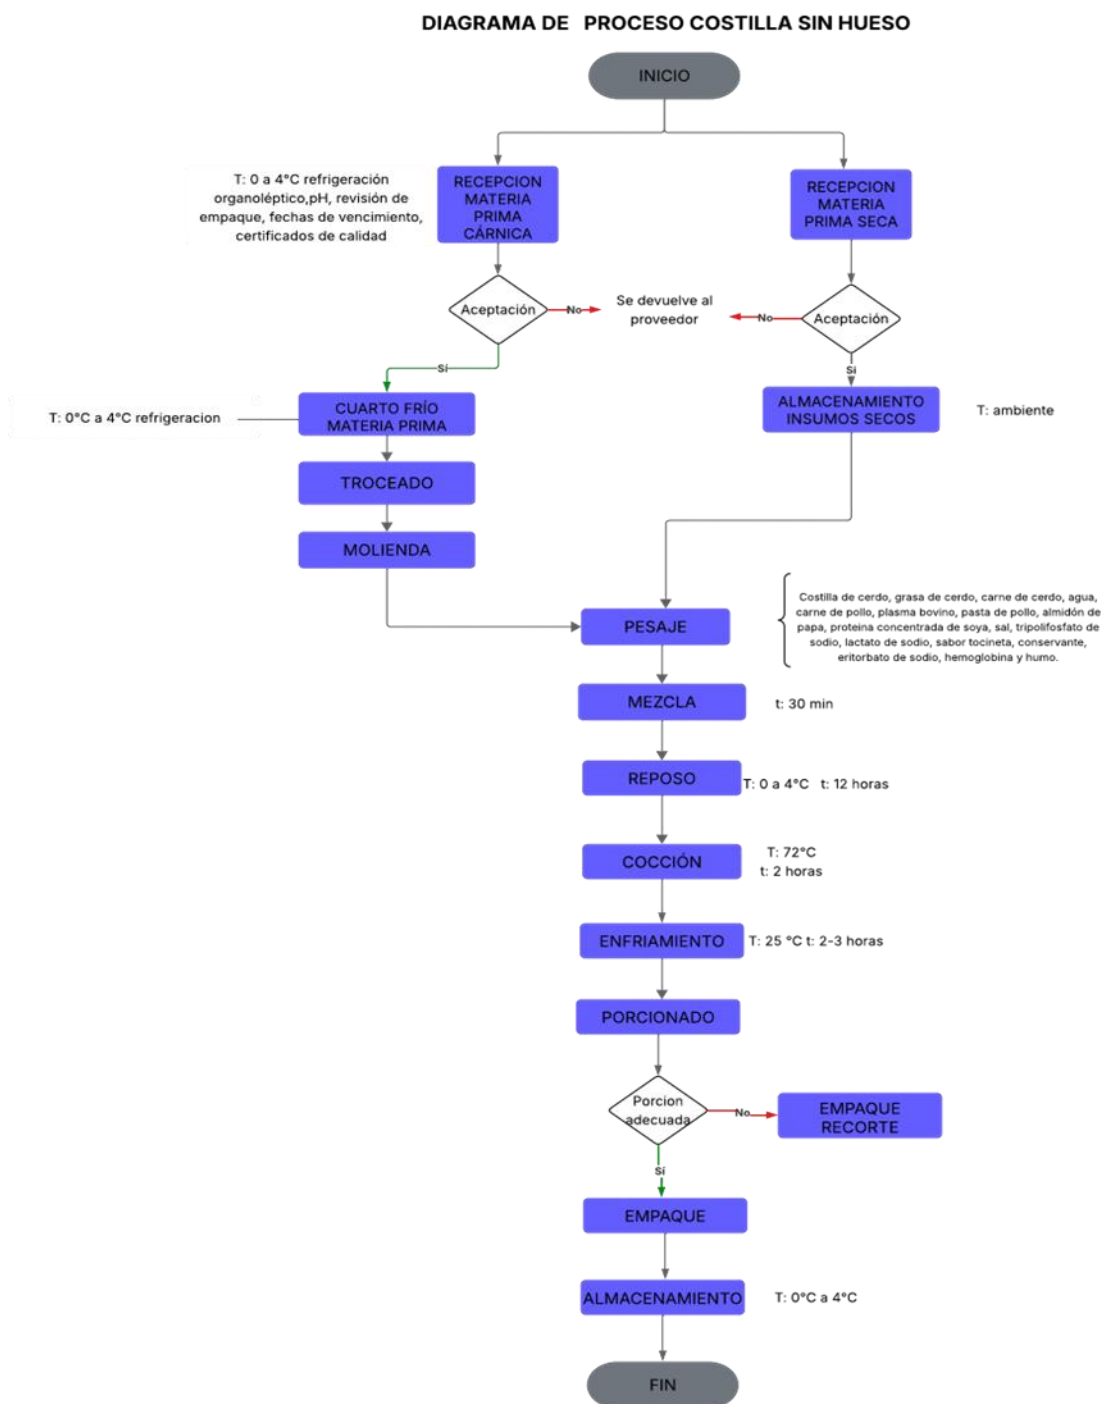 DIAGRAMA DE PROCESO COSTILLA SIN HUESO
INICIO
T: 0 a 4°C refrigeración
organoléptico,pH, revisión de
empaque, fechas de vencimiento,
certificados de calidad
RECEPCION
MATERIA
PRIMA
CÁRNICA
RECEPCION
MATERIA
PRIMA SECA
Aceptación
No
Se devuelve al
proveedor
No
Aceptación
Sí
Si
T: 0°C a 4°C refrigeracion
CUARTO FRÍO
MATERIA PRIMA
ALMACENAMIENTO
INSUMOS SECOS
T: ambiente
TROCEADO
MOLIENDA
PESAJE
Costilla de cerdo, grasa de cerdo, carne de cerdo, agua,
carne de pollo, plasma bovino, pasta de pollo, almidón de
papa, proteina concentrada de soya, sal, tripolifosfato de
sodio, lactato de sodio, sabor tocineta, conservante,
eritorbato de sodio, hemoglobina y humo.
MEZCLA
t: 30 min
REPOSO
T: 0 a 4°C t: 12 horas
COCCIÓN
T: 72°C
t: 2 horas
ENFRIAMIENTO
T: 25 °C t: 2-3 horas
PORCIONADO
Porcion
adecuada
No
EMPAQUE
RECORTE
Sí
EMPAQUE
ALMACENAMIENTO
T: 0°C a 4°C
FIN